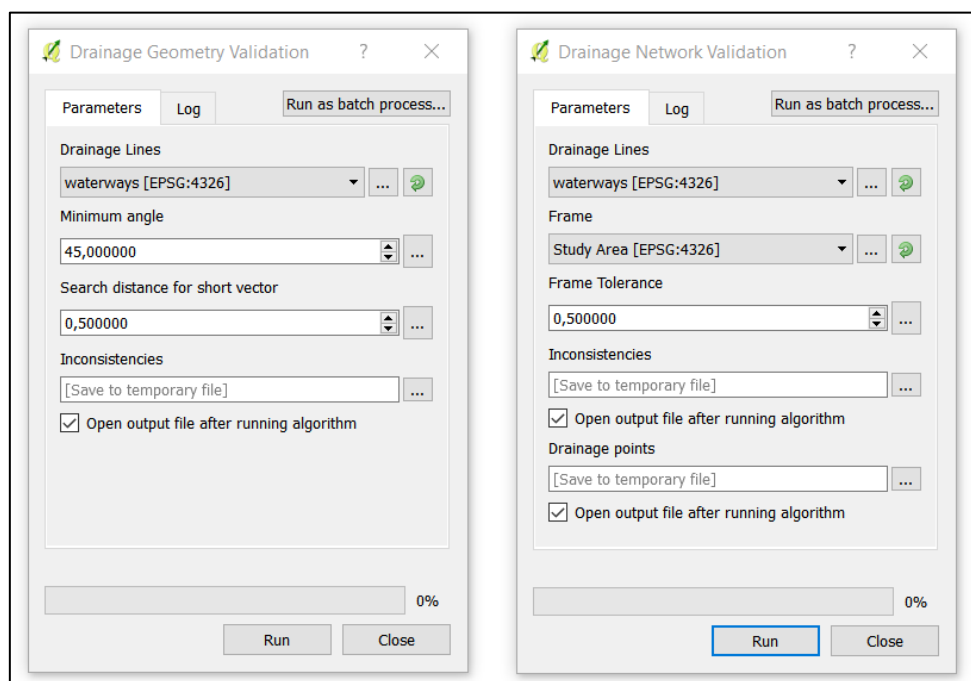 Drainage Geometry Validation
?
Parameters
Log
Run as batch process...
Drainage Lines
waterways [EPSG:4326]
...
Minimum angle
45,000000
...
Search distance for short vector
0,500000
...
Inconsistencies
[Save to temporary file]
...
Open output file after running algorithm
0%
Run
Close
Drainage Network Validation
?
Parameters
Log
Run as batch process...
Drainage Lines
waterways [EPSG:4326]
...
Frame
Study Area [EPSG:4326]
...
Frame Tolerance
0,500000
...
Inconsistencies
[Save to temporary file]
...
Open output file after running algorithm
Drainage points
[Save to temporary file]
...
Open output file after running algorithm
0%
Run
Close